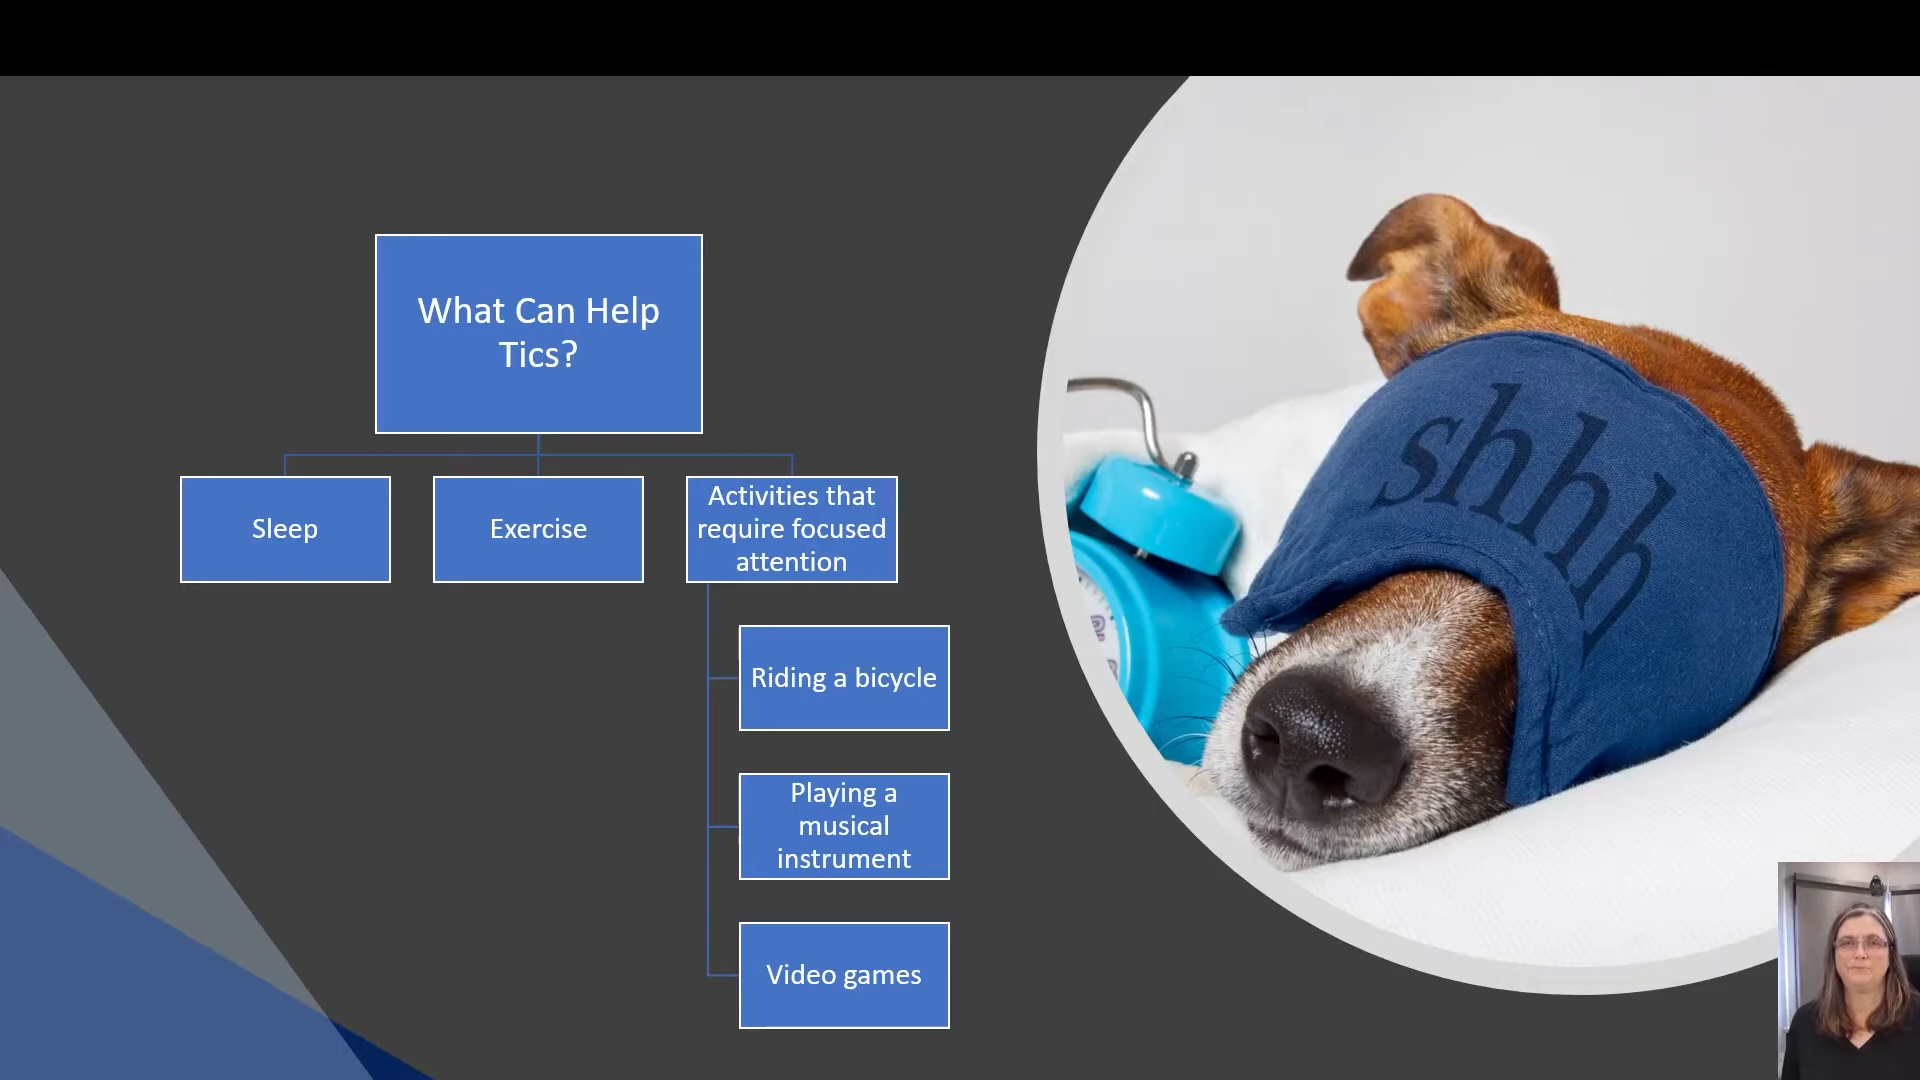 What Can Help
Tics?
Sleep
Exercise
Activities that
require focused
attention
Riding a bicycle
Playing a
musical
instrument
Video games
shhh